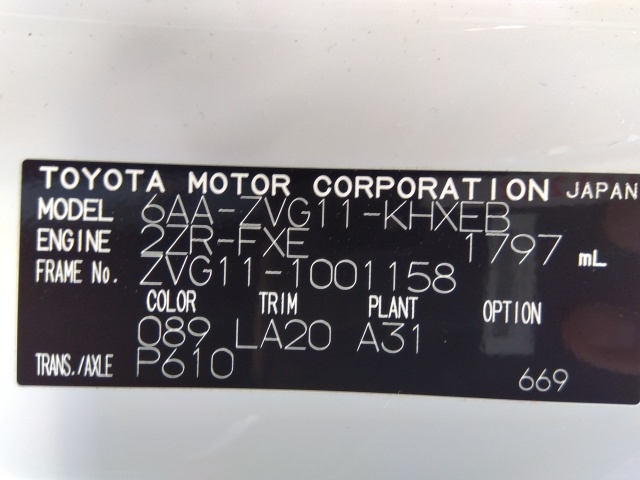 TOYOTA MOTOR CORPORATION JAPAN
MODEL 6AA-ZVG11-KHXEB
ENGINE 2ZR-FXE 1797 mL
FRAME No. ZVG11-1001158
COLOR TRIM PLANT OPTION
089 LA20 A31
TRANS./AXLE P610
669